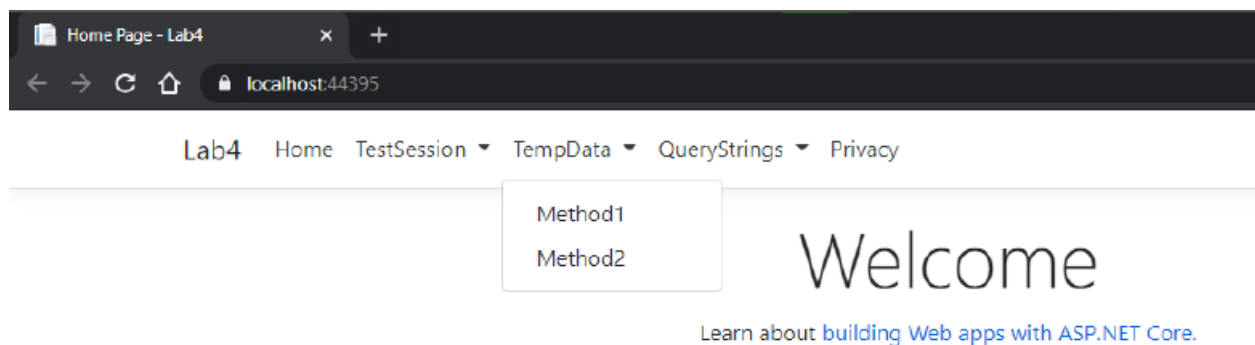 Home Page - Lab4
localhost:44395
Lab4 Home TestSession TempData QueryStrings Privacy
Method1
Method2
Welcome
Learn about building Web apps with ASP.NET Core.